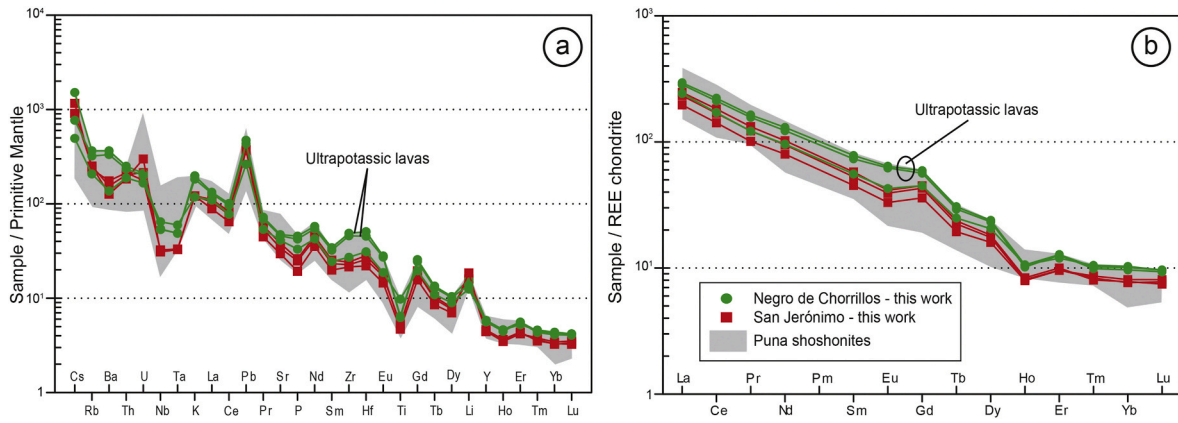 10⁴
10³
10²
10¹
1
Sample / Primitive Mantle
a
Ultrapotassic lavas
Cs Ba U Ta K La Pb Sr Nd Zr Eu Gd Dy Li Y Er Yb
Rb Th Nb K Ce Pr P Sm Hf Ti Tb Ho Tm Lu
10³
10²
10¹
1
Sample / REE chondrite
b
Ultrapotassic lavas
Negro de Chorrillos - this work
San Jerónimo - this work
Puna shoshonites
La Pr Pm Eu Tb Ho Tm Lu
Ce Nd Sm Gd Dy Er Yb